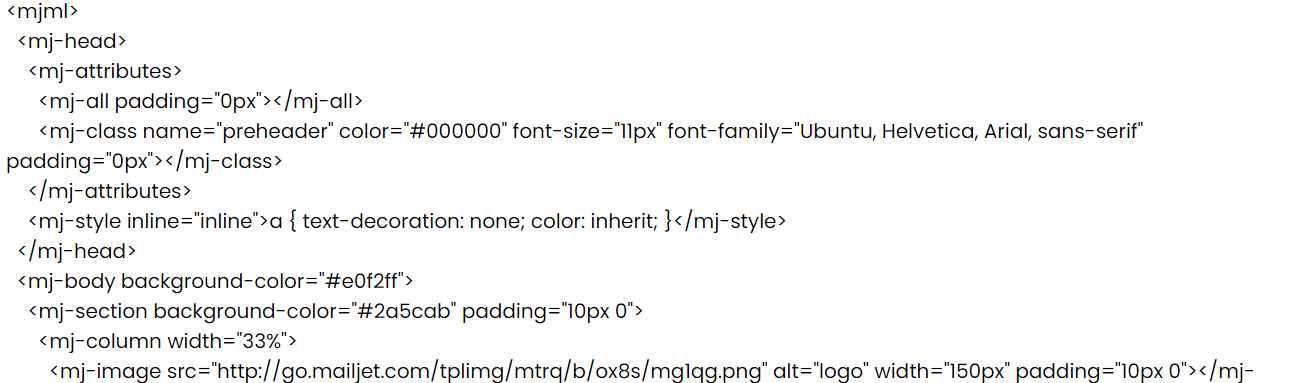 <mjml>
<mj-head>
<mj-attributes>
<mj-all padding="0px"></mj-all>
<mj-class name="preheader" color="#000000" font-size="11px" font-family="Ubuntu, Helvetica, Arial, sans-serif"
padding="0px"></mj-class>
</mj-attributes>
<mj-style inline="inline">a { text-decoration: none; color: inherit; }</mj-style>
</mj-head>
<mj-body background-color="#e0f2ff">
<mj-section background-color="#2a5cab" padding="10px 0">
<mj-column width="33%">
<mj-image src="http://go.mailjet.com/tplimg/mtrq/b/ox8s/mg1qg.png" alt="logo" width="150px" padding="10px 0"></mj-